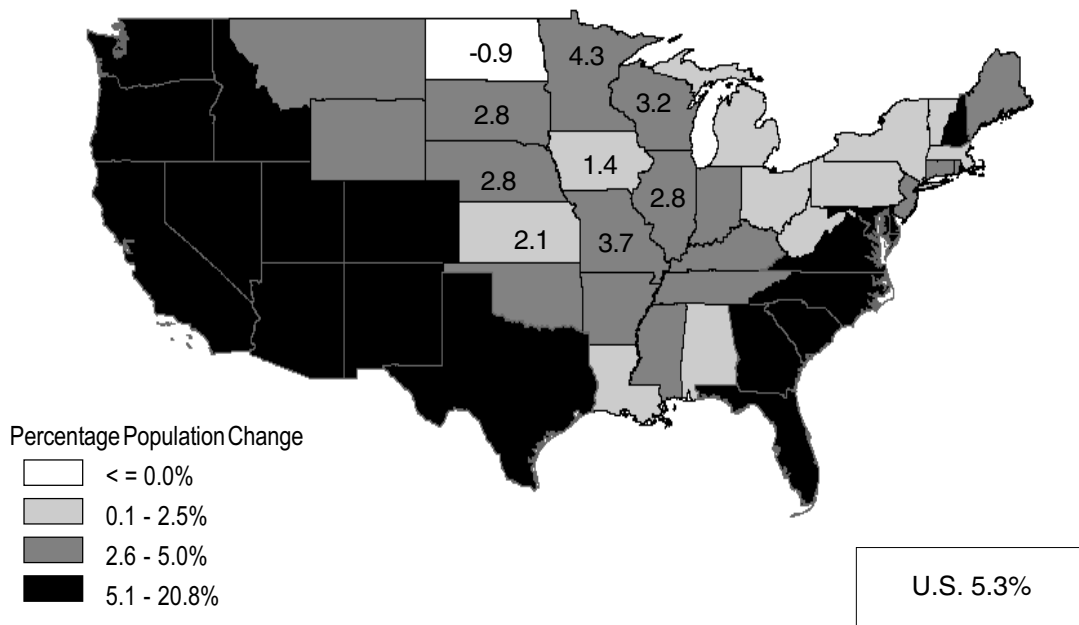 -0.9
4.3
2.8
3.2
1.4
2.8
2.8
2.1
3.7
Percentage Population Change
< = 0.0%
0.1 - 2.5%
2.6 - 5.0%
5.1 - 20.8%
U.S. 5.3%